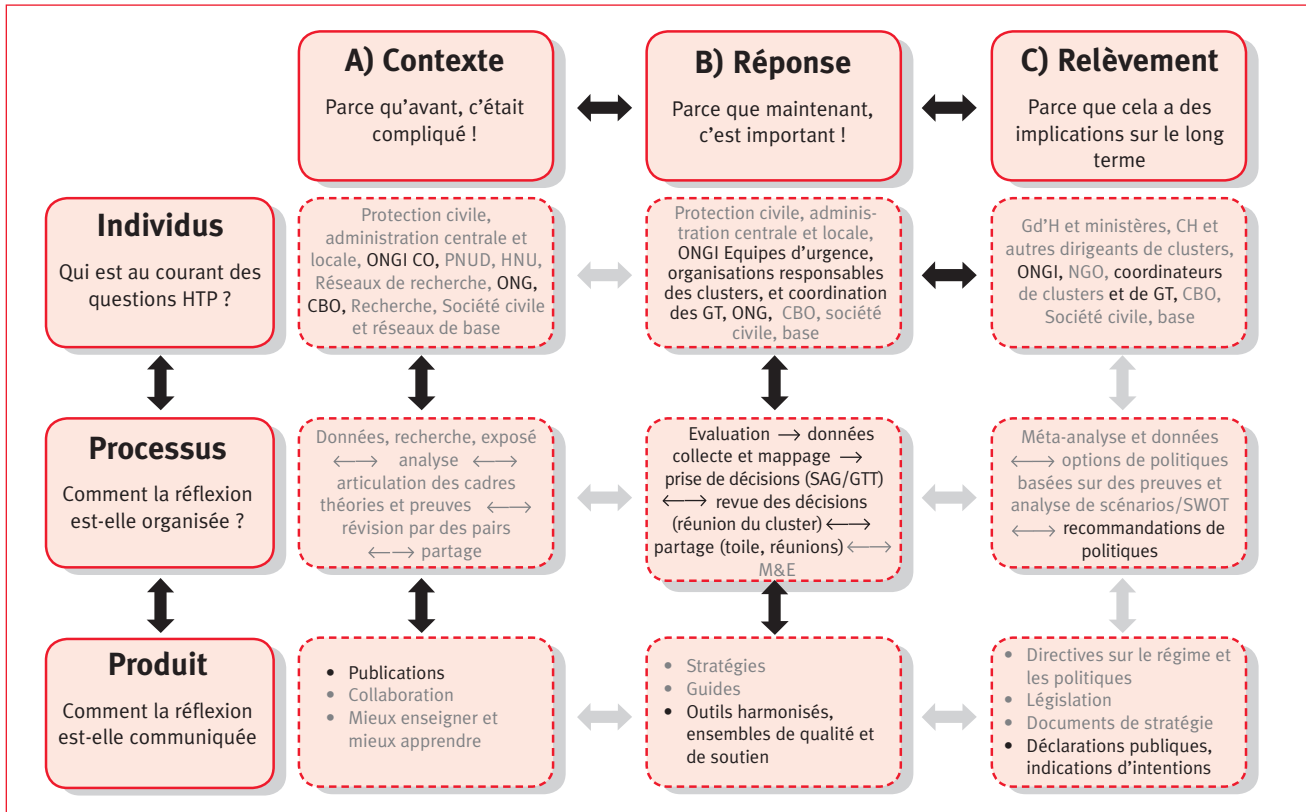 A) Contexte
Parce qu'avant, c'était
compliqué !
B) Réponse
Parce que maintenant,
c'est important !
C) Relèvement
Parce que cela a des
implications sur le long
terme
Individus
Qui est au courant des
questions HTP ?
Protection civile,
administration centrale et
locale, ONGI CO, PNUD, HNU,
Réseaux de recherche, ONG,
CBO, Recherche, Société civile
et réseaux de base
Protection civile, adminis-
tration centrale et locale,
ONGI Equipes d'urgence,
organisations responsables
des clusters, et coordination
des GT, ONG, CBO, société
civile, base
Gd'H et ministères, CH et
autres dirigeants de clusters,
ONGI, NGO, coordinateurs
de clusters et de GT, CBO,
Société civile, base
Processus
Comment la réflexion
est-elle organisée ?
Données, recherche, exposé
⟷ analyse ⟷
articulation des cadres
théories et preuves ⟷
révision par des pairs
⟷ partage
Evaluation → données
collecte et mappage →
prise de décisions (SAG/GTT)
⟷ revue des décisions
(réunion du cluster) ⟷
partage (toile, réunions) ⟷
M&E
Méta-analyse et données
⟷ options de politiques
basées sur des preuves et
analyse de scénarios/SWOT
⟷ recommandations de
politiques
Produit
Comment la réflexion
est-elle communiquée
• Publications
• Collaboration
• Mieux enseigner et
mieux apprendre
• Stratégies
• Guides
• Outils harmonisés,
ensembles de qualité et
de soutien
• Directives sur le régime et
les politiques
• Législation
• Documents de stratégie
• Déclarations publiques,
indications d'intentions